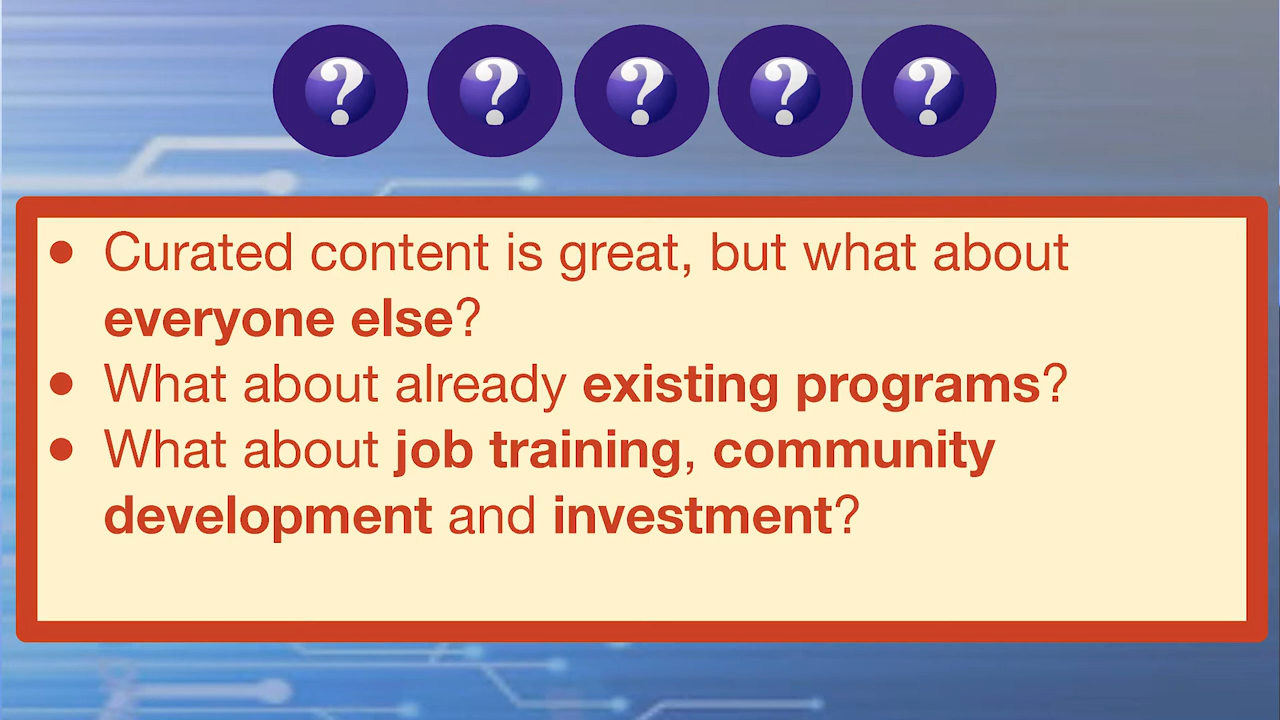 ? ? ? ? ?
● Curated content is great, but what about
everyone else?
● What about already existing programs?
● What about job training, community
development and investment?